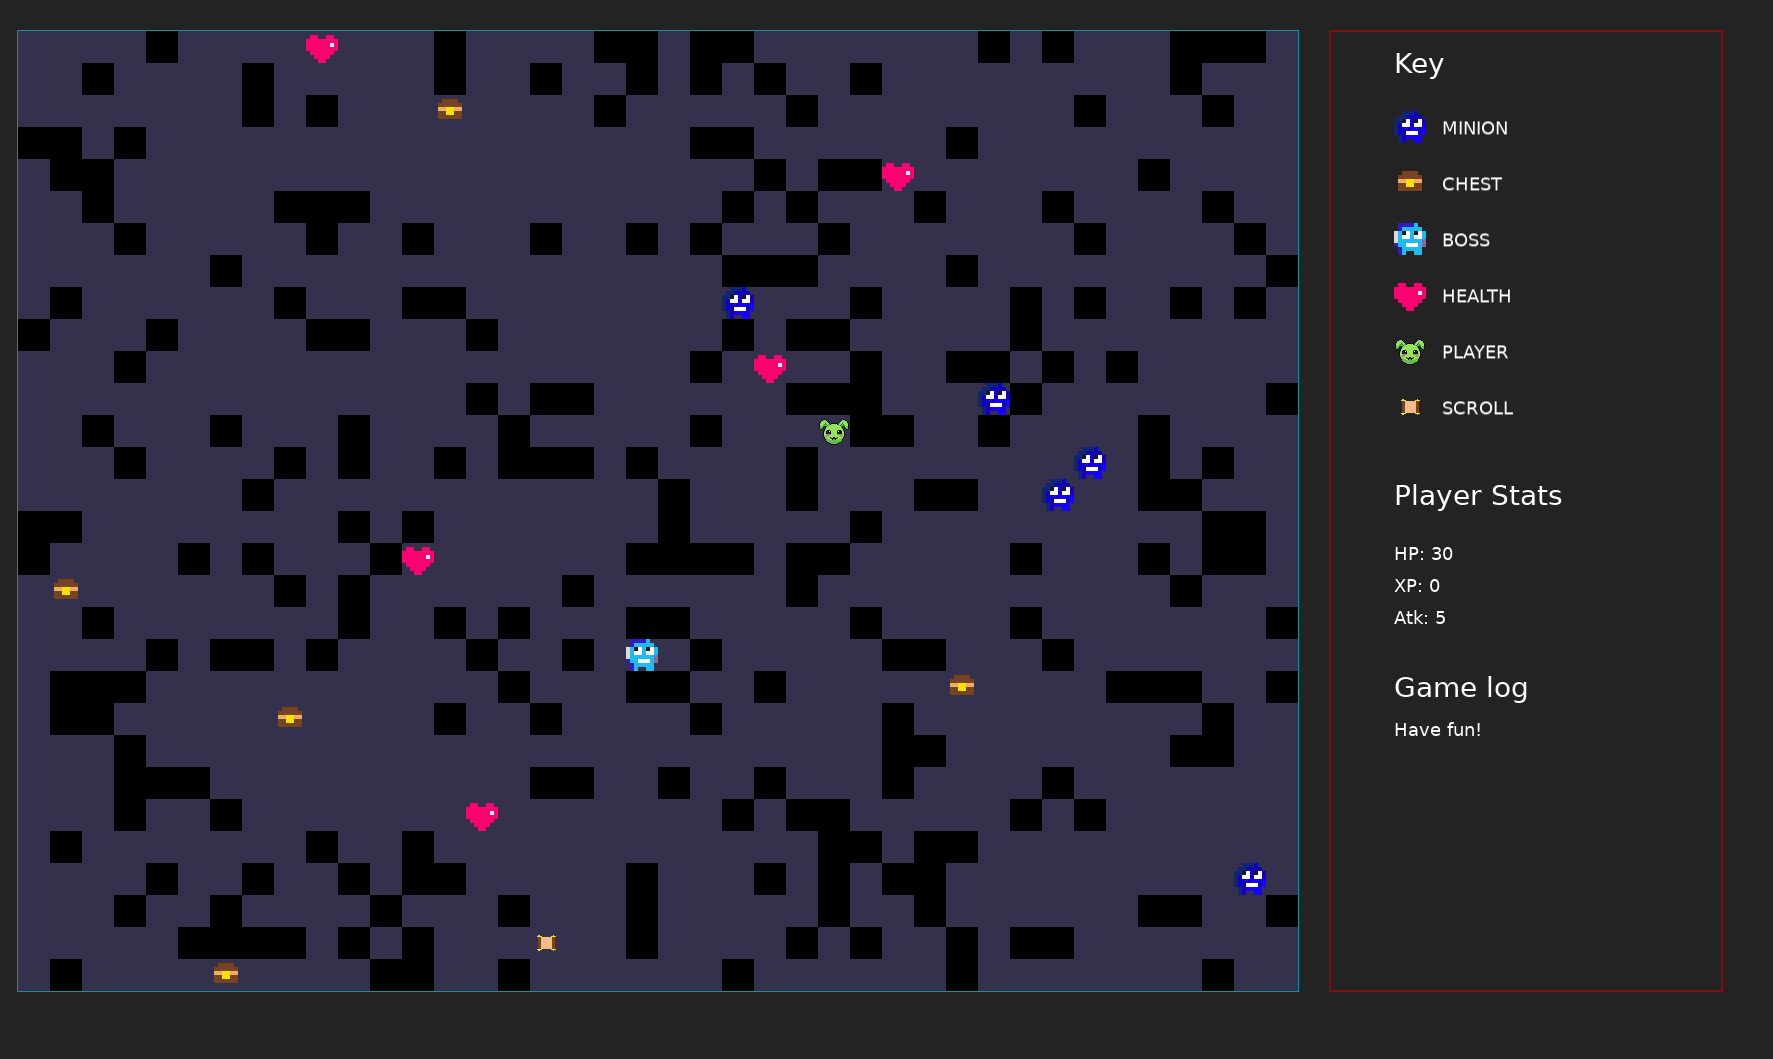 Key
MINION
CHEST
BOSS
HEALTH
PLAYER
SCROLL
Player Stats
HP: 30
XP: 0
Atk: 5
Game log
Have fun!